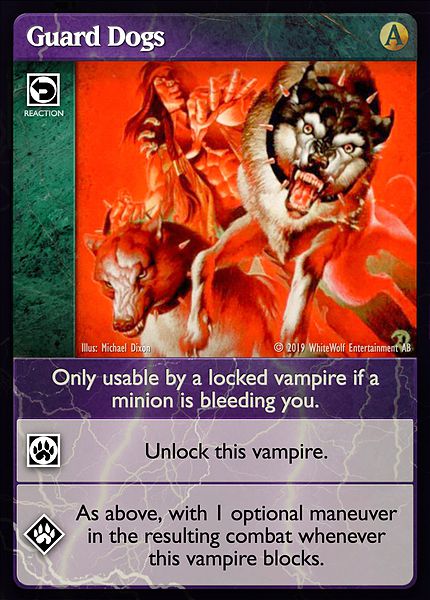 Guard Dogs
A
REACTION
Illus: Michael Dixon
© 2019 WhiteWolf Entertainment AB
Only usable by a locked vampire if a
minion is bleeding you.
Unlock this vampire.
As above, with 1 optional maneuver
in the resulting combat whenever
this vampire blocks.